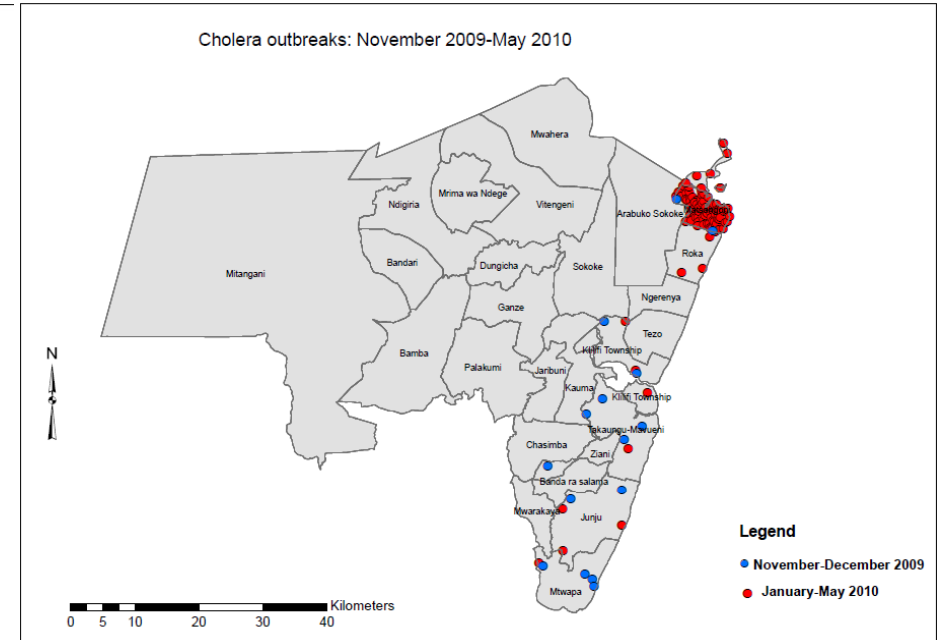 Cholera outbreaks: November 2009-May 2010
Mwahera
Mrima wa Ndege
Ndigiria
Vitengeni
Arabuko Sokoke
Roka
Bandari
Dungicha
Sokoke
Mitangani
Ngerenya
Ganze
Tezo
Kilifi Township
Bamba
Palakumi
Jaribuni
Kauma
Kilifi Township
Takaungu-Mavueni
Chasimba
Ziani
Banda ra salama
Mwarakaya
Junju
Mtwapa
N
Legend
November-December 2009
January-May 2010
Kilometers
0 5 10 20 30 40